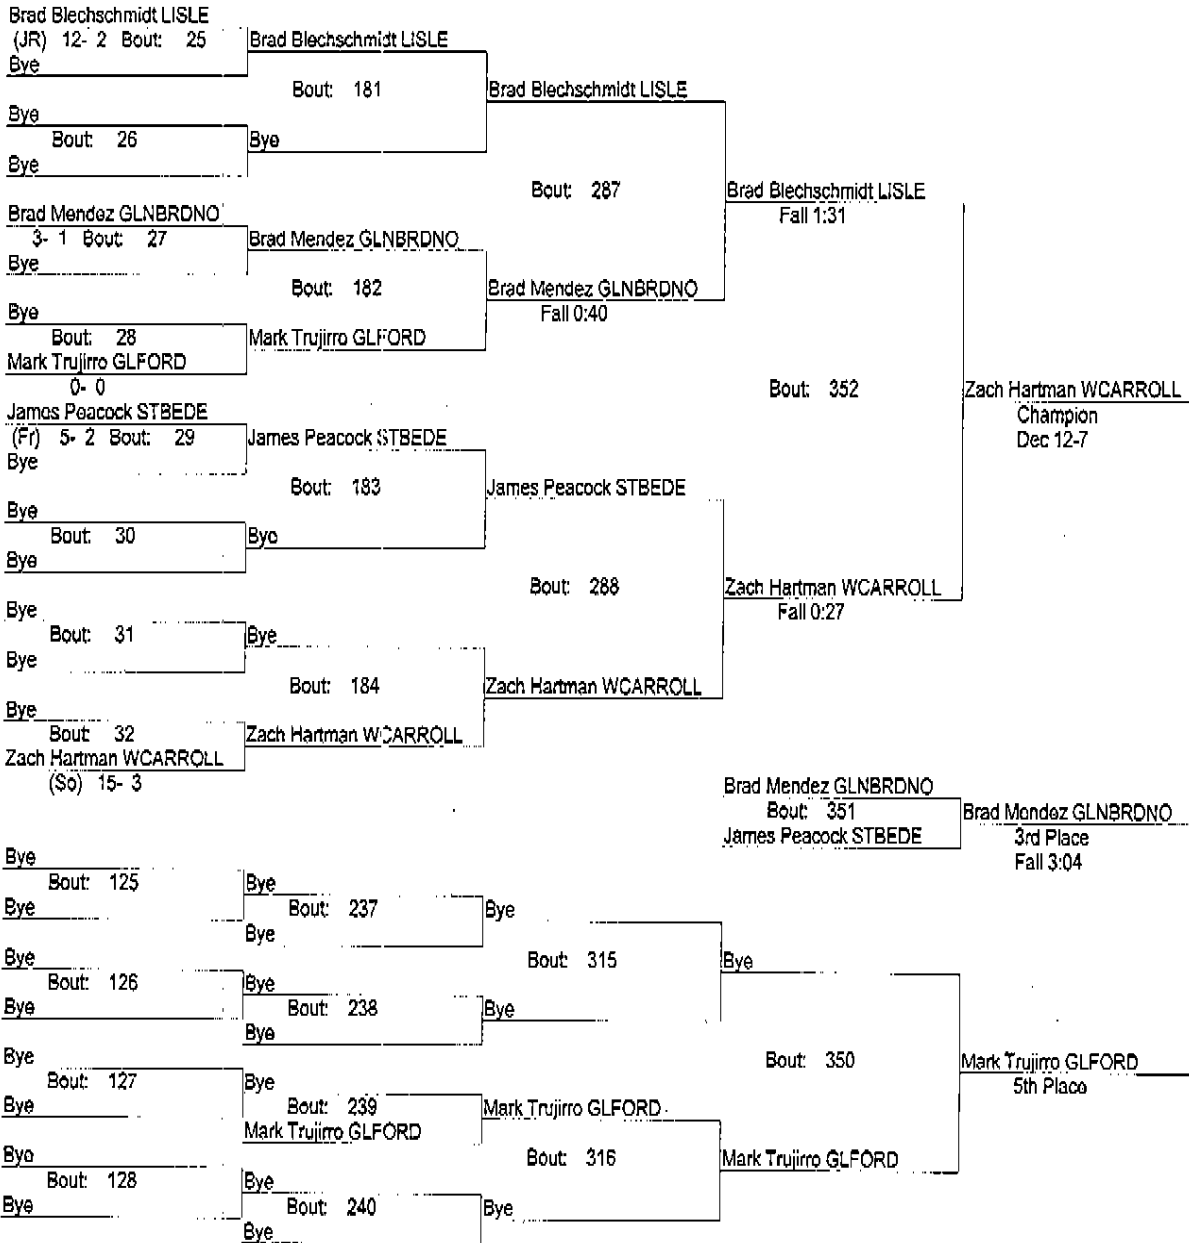 Brad Blechschmidt LISLE
(JR) 12- 2 Bout: 25 Brad Blechschmidt LISLE
Bye
Bout: 181 Brad Blechschmidt LISLE
Bye
Bout: 26 Bye
Bye
Bout: 287 Brad Blechschmidt LISLE
Fall 1:31
Brad Mendez GLNBRDNO
3- 1 Bout: 27 Brad Mendez GLNBRDNO
Bye
Bout: 182 Brad Mendez GLNBRDNO
Fall 0:40
Bye
Bout: 28 Mark Trujirro GLFORD
Mark Trujirro GLFORD
0- 0
Bout: 352 Zach Hartman WCARROLL
Champion
Dec 12-7
James Peacock STBEDE
(Fr) 5- 2 Bout: 29 James Peacock STBEDE
Bye
Bout: 183 James Peacock STBEDE
Bye
Bout: 30 Bye
Bye
Bout: 288 Zach Hartman WCARROLL
Fall 0:27
Bye
Bout: 31 Bye
Bye
Bout: 184 Zach Hartman WCARROLL
Bye
Bout: 32 Zach Hartman WCARROLL
Zach Hartman WCARROLL
(So) 15- 3
Brad Mendez GLNBRDNO
Bout: 351 Brad Mendez GLNBRDNO
James Peacock STBEDE 3rd Place
Fall 3:04
Bye
Bout: 125 Bye
Bye
Bout: 237 Bye
Bye
Bout: 315 Bye
Bye
Bout: 126 Bye
Bye
Bout: 238 Bye
Bye
Bout: 350 Mark Trujirro GLFORD
5th Place
Bye
Bout: 127 Bye
Bye
Bout: 239 Mark Trujirro GLFORD
Mark Trujirro GLFORD
Bout: 316 Mark Trujirro GLFORD
Bye
Bout: 128 Bye
Bye
Bout: 240 Bye
Bye